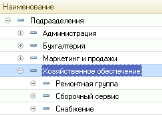 Наименование
Подразделения
Администрация
Бухгалтерия
Маркетинг и продажи
Хозяйственное обеспечение
Ремонтная группа
Сборочный сервис
Снабжение